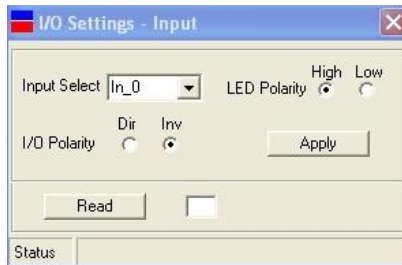 I/O Settings - Input
High Low
Input Select In_0 LED Polarity
Dir Inv
I/O Polarity Apply
Read
Status